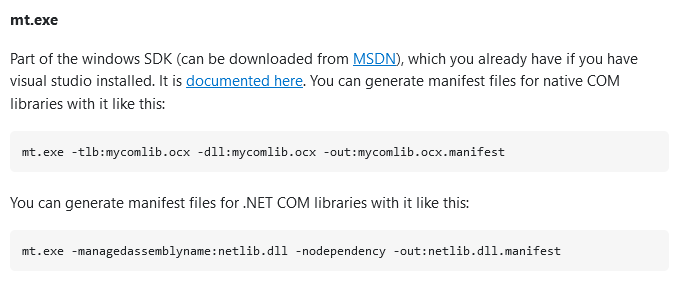 mt.exe
Part of the windows SDK (can be downloaded from MSDN), which you already have if you have
visual studio installed. It is documented here. You can generate manifest files for native COM
libraries with it like this:
mt.exe -tlb:mycomlib.ocx -dll:mycomlib.ocx -out:mycomlib.ocx.manifest
You can generate manifest files for .NET COM libraries with it like this:
mt.exe -managedassemblyname:netlib.dll -nodependency -out:netlib.dll.manifest